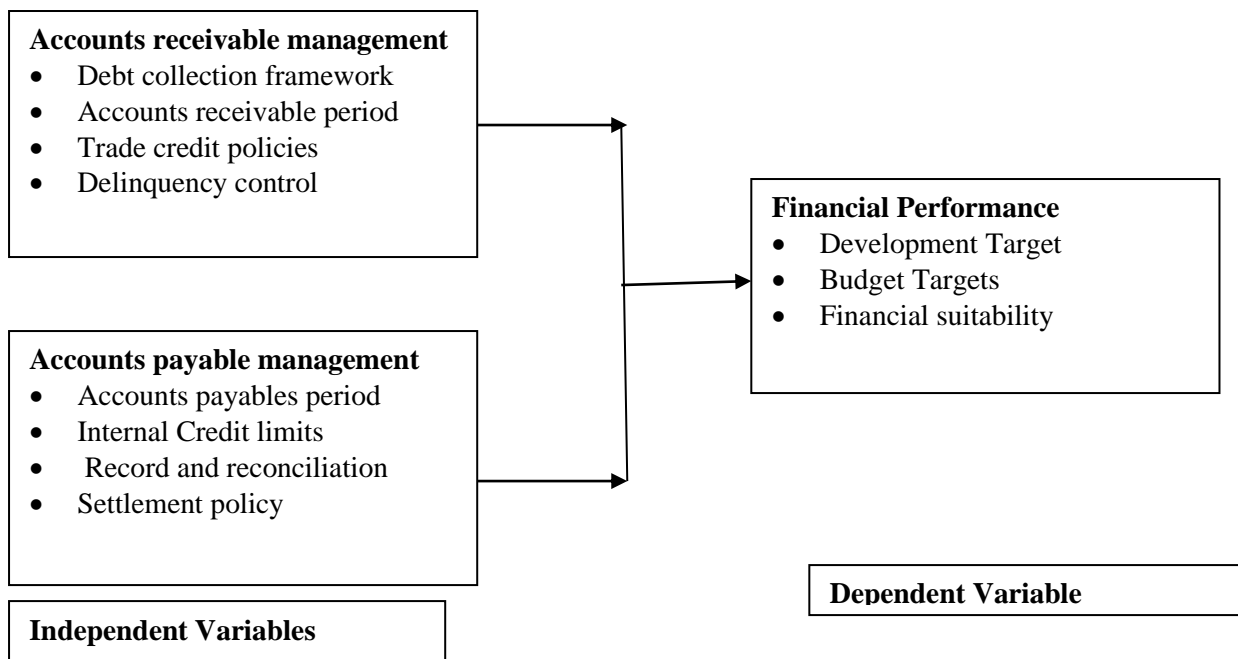 Accounts receivable management
• Debt collection framework
• Accounts receivable period
• Trade credit policies
• Delinquency control
Financial Performance
• Development Target
• Budget Targets
• Financial suitability
Accounts payable management
• Accounts payables period
• Internal Credit limits
• Record and reconciliation
• Settlement policy
Dependent Variable
Independent Variables